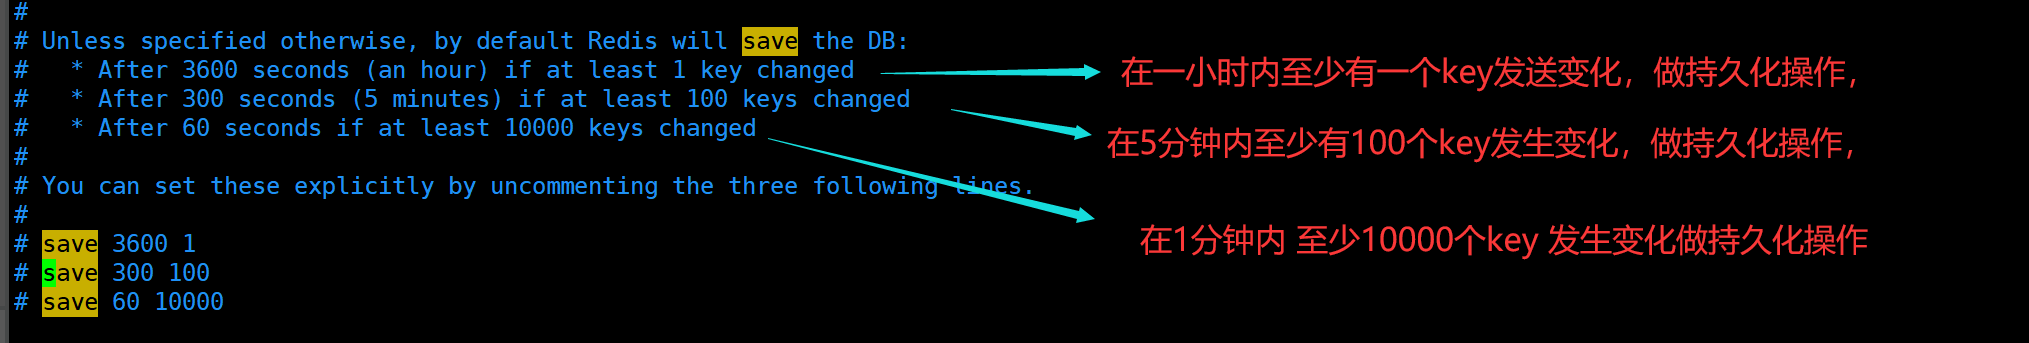 #
# Unless specified otherwise, by default Redis will save the DB:
#   * After 3600 seconds (an hour) if at least 1 key changed
在一小时内至少有一个key发送变化，做持久化操作，
#   * After 300 seconds (5 minutes) if at least 100 keys changed
在5分钟内至少有100个key发生变化，做持久化操作，
#   * After 60 seconds if at least 10000 keys changed
在1分钟内 至少10000个key 发生变化做持久化操作
#
# You can set these explicitly by uncommenting the three following lines.
#
# save 3600 1
# save 300 100
# save 60 10000